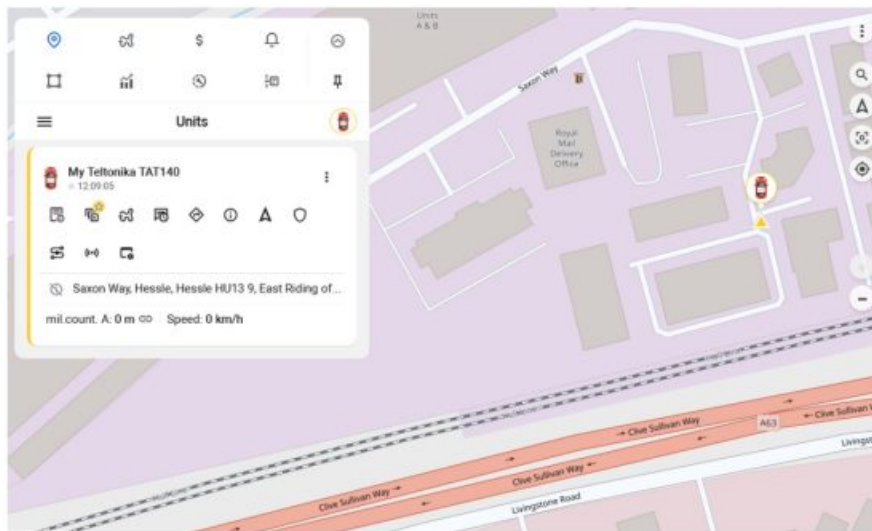 Units
A & B
Saxon Way
Royal
Mail
Delivery
Office
Units
My Teltonika TAT140
12:09:05
Saxon Way, Hessle, Hessle HU13 9, East Riding of...
mil.count. A: 0 m Speed: 0 km/h
Clive Sullivan Way →
A63
← Clive Sullivan W
Clive Sullivan Way ←
Clive Sullivan Way →
Livingst
Livingstone Road